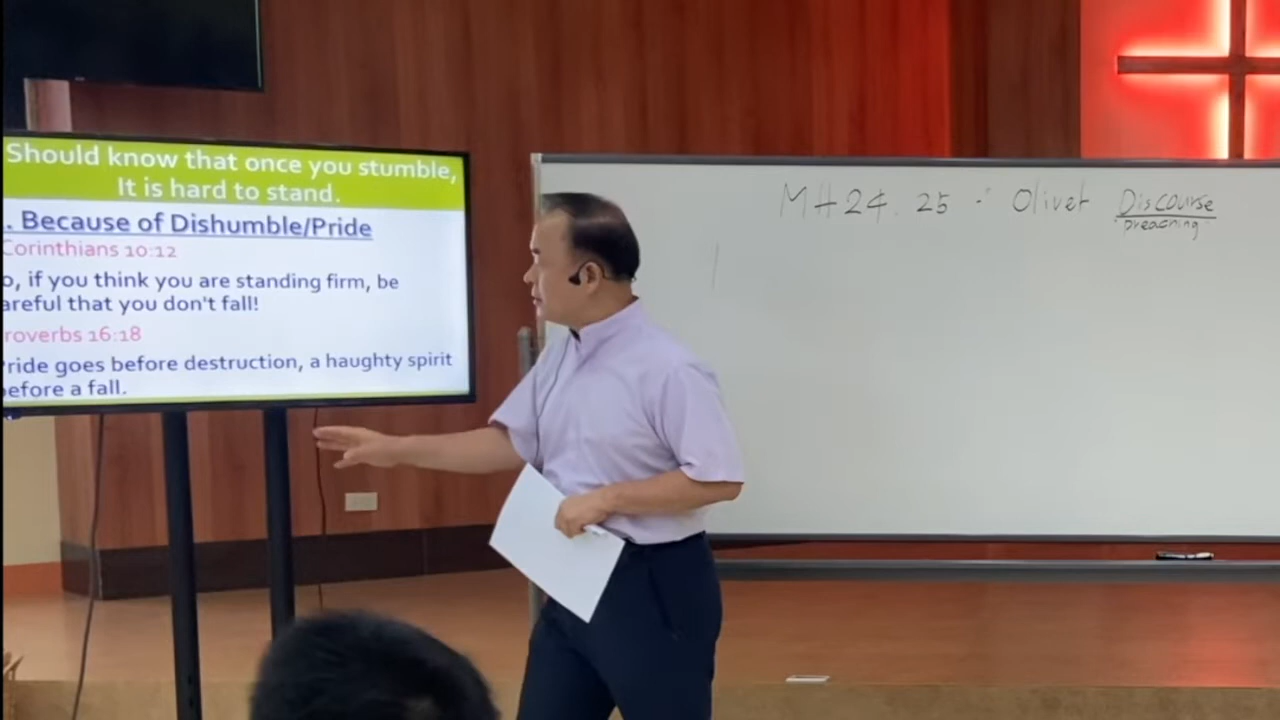 Should know that once you stumble,
It is hard to stand.
. Because of Dishumble/Pride
Corinthians 10:12
o, if you think you are standing firm, be
areful that you don't fall!
roverbs 16:18
ride goes before destruction, a haughty spirit
efore a fall.
MH24. 25 : Olivet Discourse
preaching